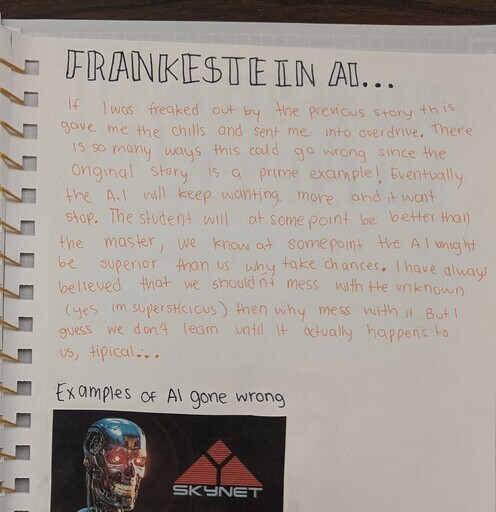 FRANKESTEIN AI...
If I was freaked out by the previous story this
gave me the chills and sent me into overdrive. There
is so many ways this could go wrong since the
original story is a prime example! Eventually
the A.I will keep wanting more and it wont
stop. The student will at some point be better than
the master, we know at somepoint the AI might
be superior than us why take chances. I have always
believed that we shouldnt mess with the unknown
(yes im supersticious) then why mess with it. But I
guess we don't learn until it actually happens to
us, tipical...
Examples of AI gone wrong
SKYNET